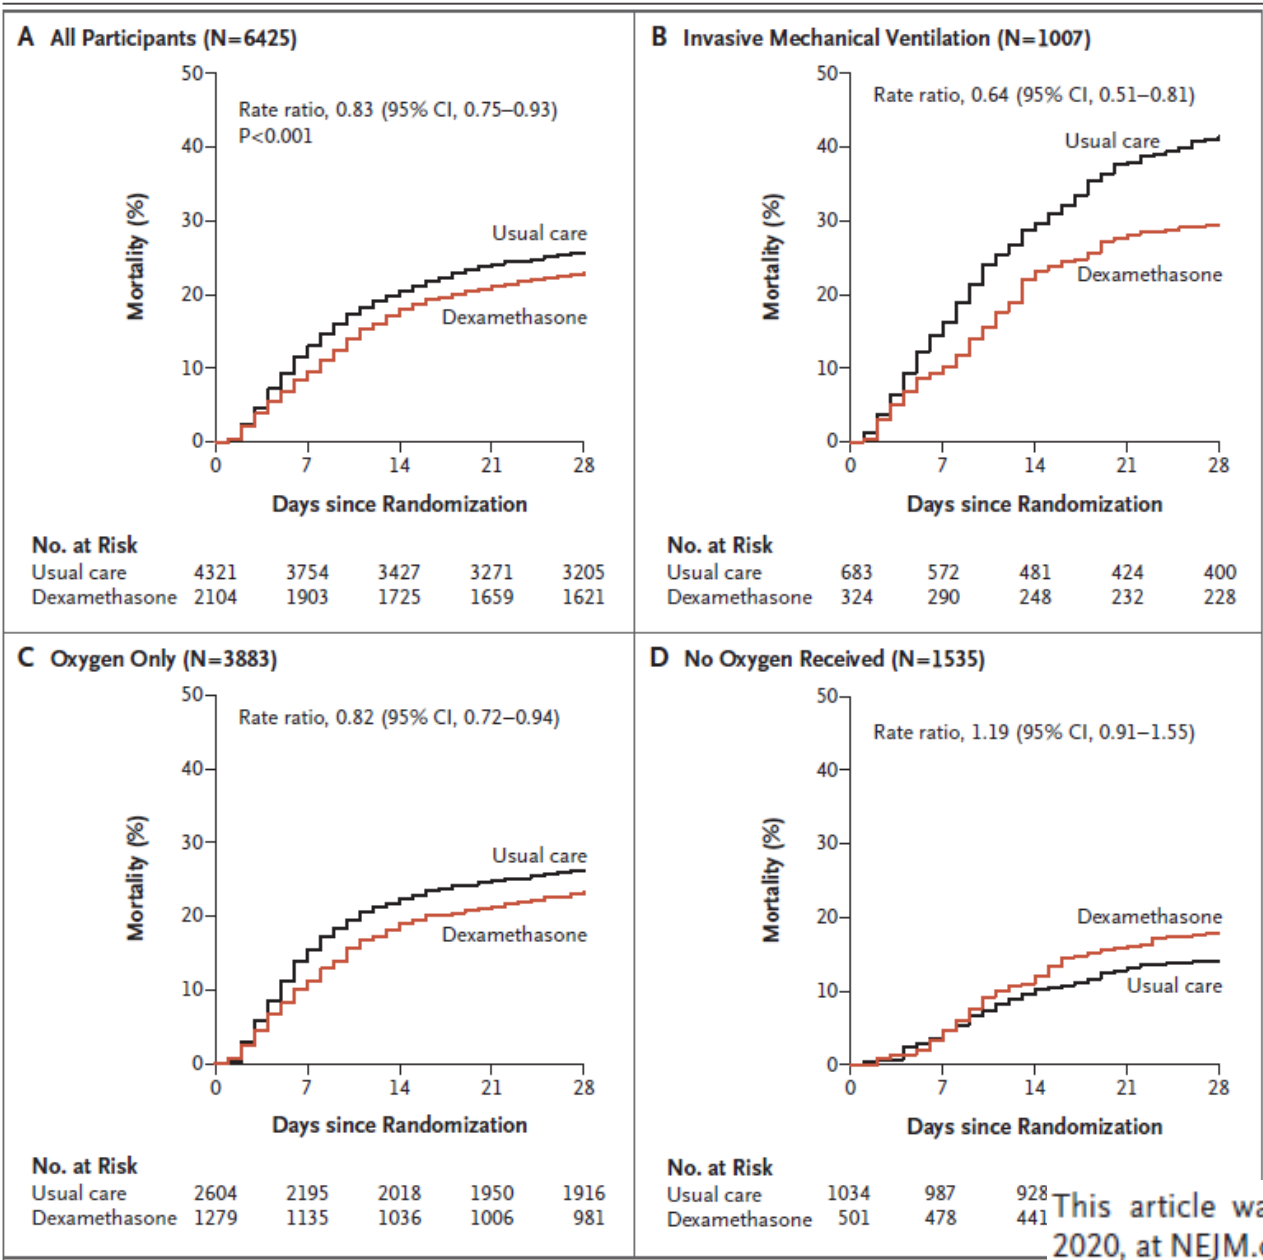 A All Participants (N=6425)
50
Rate ratio, 0.83 (95% CI, 0.75–0.93)
P<0.001
40
Mortality (%)
30
Usual care
20
Dexamethasone
10
0
0 7 14 21 28
Days since Randomization
No. at Risk
Usual care 4321 3754 3427 3271 3205
Dexamethasone 2104 1903 1725 1659 1621
B Invasive Mechanical Ventilation (N=1007)
50
Rate ratio, 0.64 (95% CI, 0.51–0.81)
Usual care
40
Mortality (%)
30
Dexamethasone
20
10
0
0 7 14 21 28
Days since Randomization
No. at Risk
Usual care 683 572 481 424 400
Dexamethasone 324 290 248 232 228
C Oxygen Only (N=3883)
50
Rate ratio, 0.82 (95% CI, 0.72–0.94)
40
Mortality (%)
30
Usual care
20
Dexamethasone
10
0
0 7 14 21 28
Days since Randomization
No. at Risk
Usual care 2604 2195 2018 1950 1916
Dexamethasone 1279 1135 1036 1006 981
D No Oxygen Received (N=1535)
50
Rate ratio, 1.19 (95% CI, 0.91–1.55)
40
Mortality (%)
30
20
Dexamethasone
10
Usual care
0
0 7 14 21 28
Days since Randomization
No. at Risk
Usual care 1034 987 928
Dexamethasone 501 478 441
This article wa
2020, at NEJM.